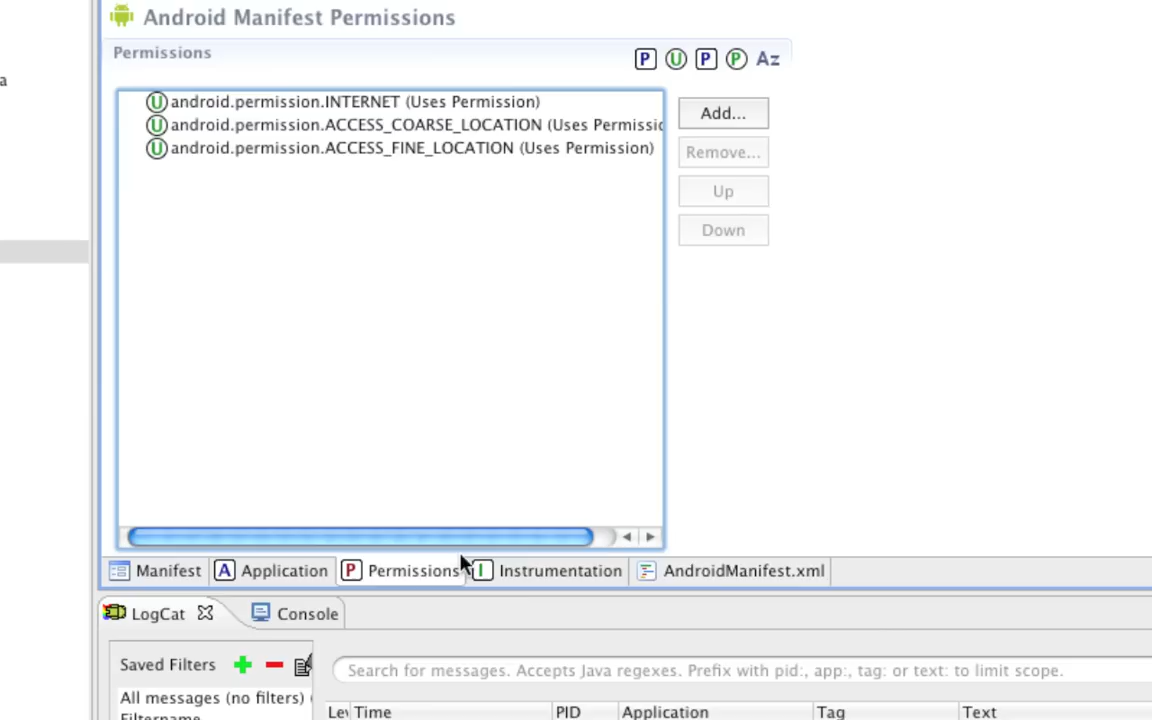 Android Manifest Permissions
Permissions
P U P P Az
a
U android.permission.INTERNET (Uses Permission)
U android.permission.ACCESS_COARSE_LOCATION (Uses Permissic
U android.permission.ACCESS_FINE_LOCATION (Uses Permission)
Add...
Remove...
Up
Down
Manifest A Application P Permissions I Instrumentation AndroidManifest.xml
LogCat Console
Saved Filters
Search for messages. Accepts Java regexes. Prefix with pid:, app:, tag: or text: to limit scope.
All messages (no filters) (
Filtername
Lev Time PID Application Tag Text